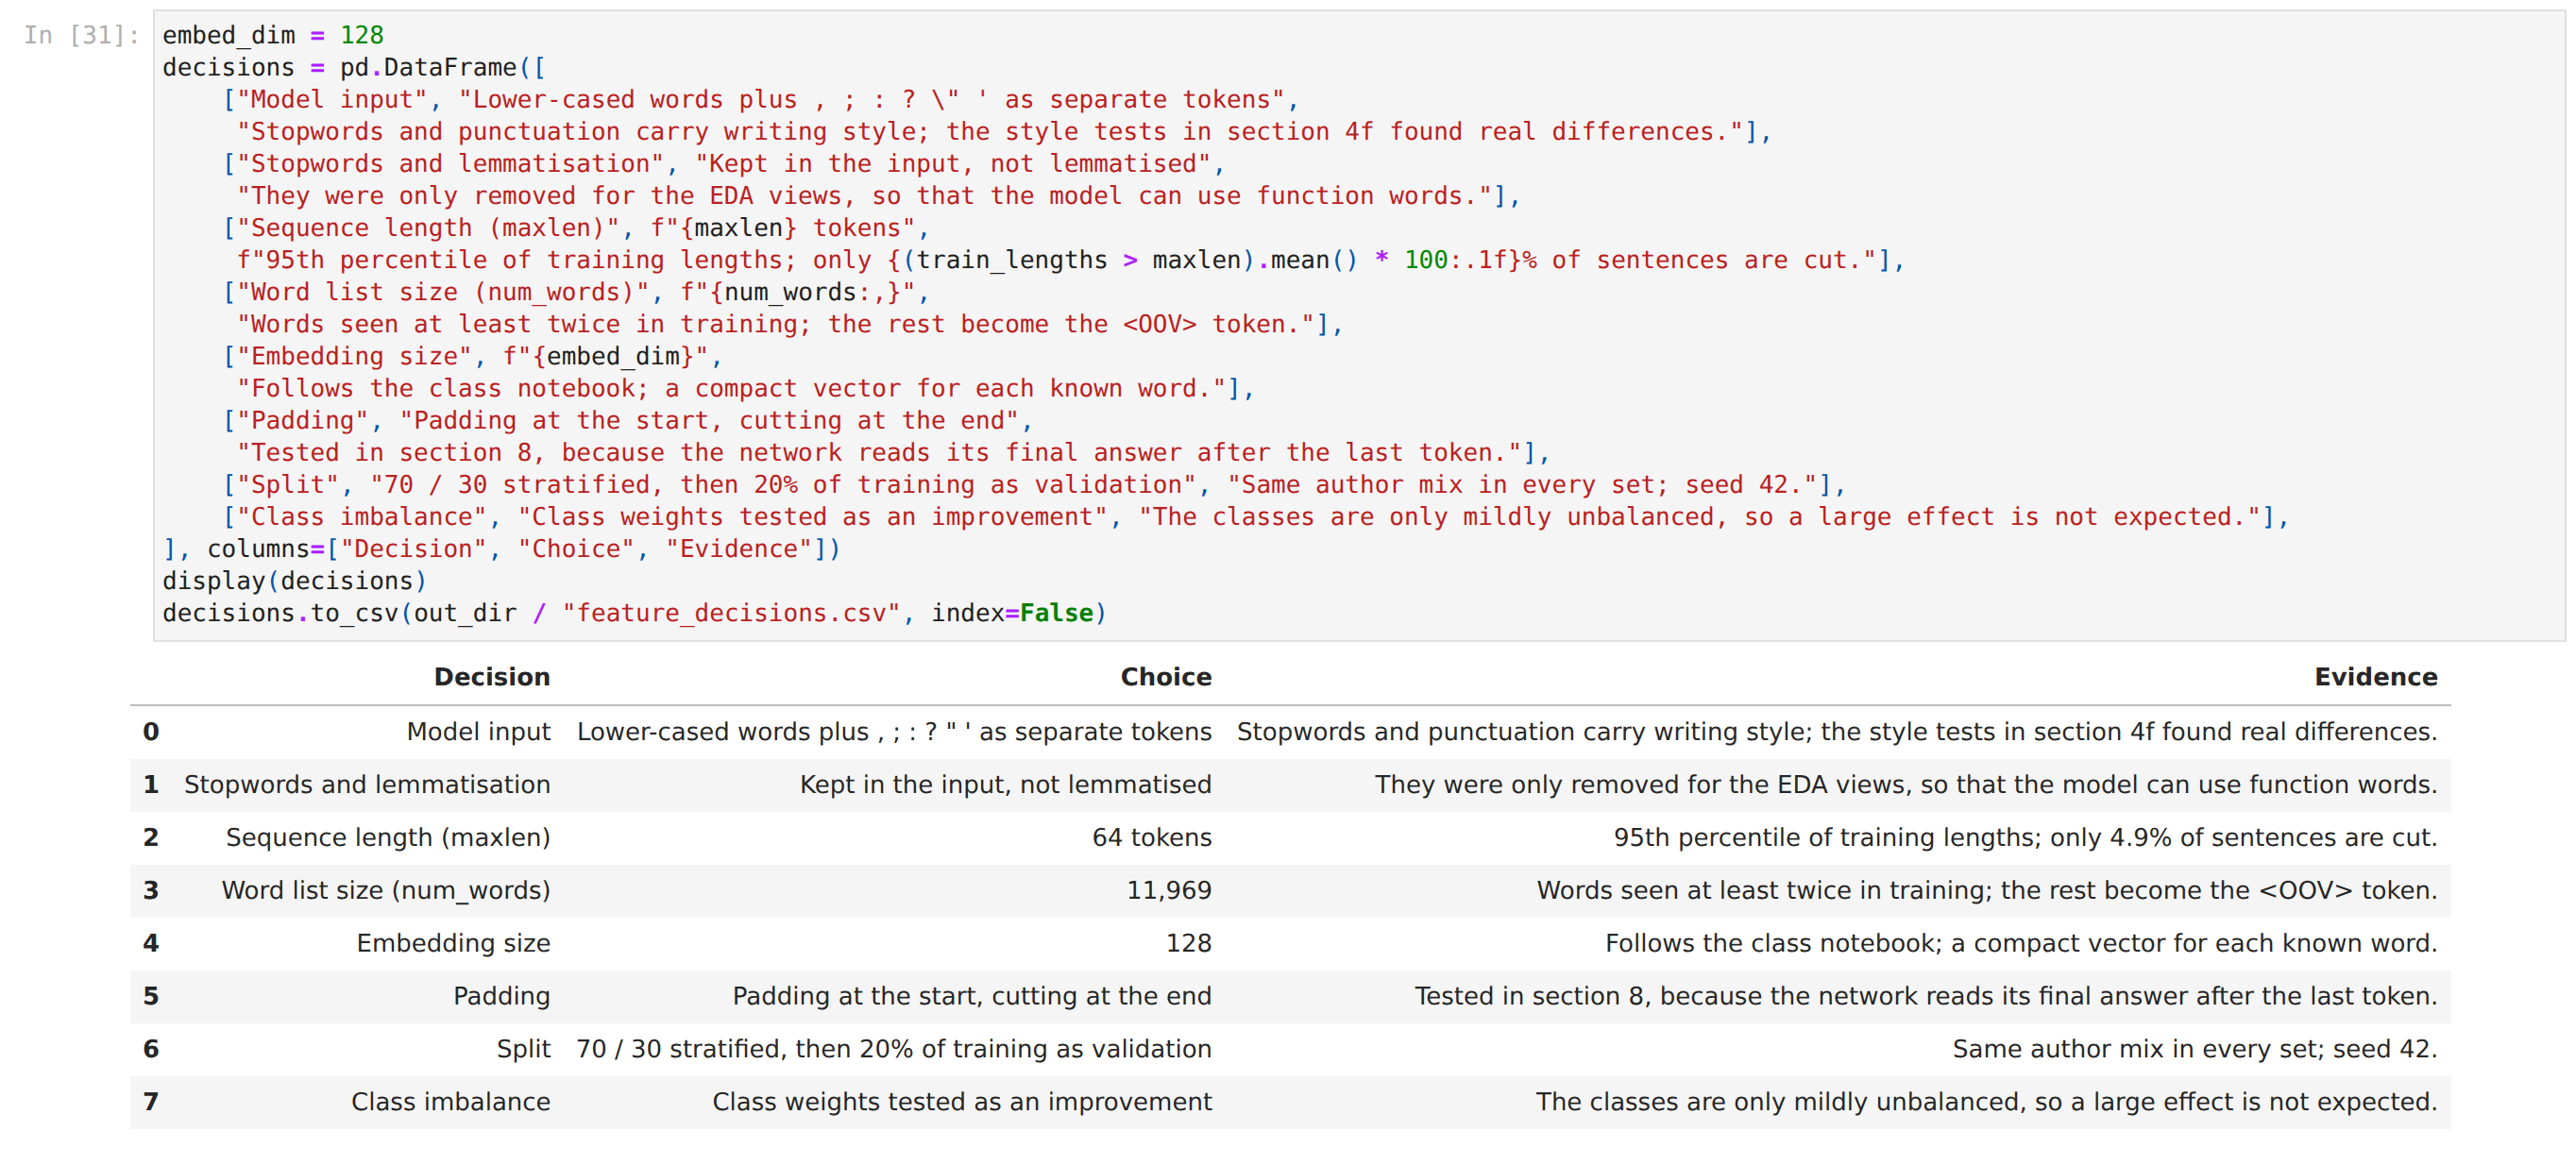 In [31]:
embed_dim = 128
decisions = pd.DataFrame([
    ["Model input", "Lower-cased words plus , ; : ? \" ' as separate tokens",
     "Stopwords and punctuation carry writing style; the style tests in section 4f found real differences."],
    ["Stopwords and lemmatisation", "Kept in the input, not lemmatised",
     "They were only removed for the EDA views, so that the model can use function words."],
    ["Sequence length (maxlen)", f"{maxlen} tokens",
     f"95th percentile of training lengths; only {(train_lengths > maxlen).mean() * 100:.1f}% of sentences are cut."],
    ["Word list size (num_words)", f"{num_words:,}",
     "Words seen at least twice in training; the rest become the <OOV> token."],
    ["Embedding size", f"{embed_dim}",
     "Follows the class notebook; a compact vector for each known word."],
    ["Padding", "Padding at the start, cutting at the end",
     "Tested in section 8, because the network reads its final answer after the last token."],
    ["Split", "70 / 30 stratified, then 20% of training as validation", "Same author mix in every set; seed 42."],
    ["Class imbalance", "Class weights tested as an improvement", "The classes are only mildly unbalanced, so a large effect is not expected."],
], columns=["Decision", "Choice", "Evidence"])
display(decisions)
decisions.to_csv(out_dir / "feature_decisions.csv", index=False)
Decision Choice Evidence
0 Model input Lower-cased words plus , ; : ? " ' as separate tokens Stopwords and punctuation carry writing style; the style tests in section 4f found real differences.
1 Stopwords and lemmatisation Kept in the input, not lemmatised They were only removed for the EDA views, so that the model can use function words.
2 Sequence length (maxlen) 64 tokens 95th percentile of training lengths; only 4.9% of sentences are cut.
3 Word list size (num_words) 11,969 Words seen at least twice in training; the rest become the <OOV> token.
4 Embedding size 128 Follows the class notebook; a compact vector for each known word.
5 Padding Padding at the start, cutting at the end Tested in section 8, because the network reads its final answer after the last token.
6 Split 70 / 30 stratified, then 20% of training as validation Same author mix in every set; seed 42.
7 Class imbalance Class weights tested as an improvement The classes are only mildly unbalanced, so a large effect is not expected.